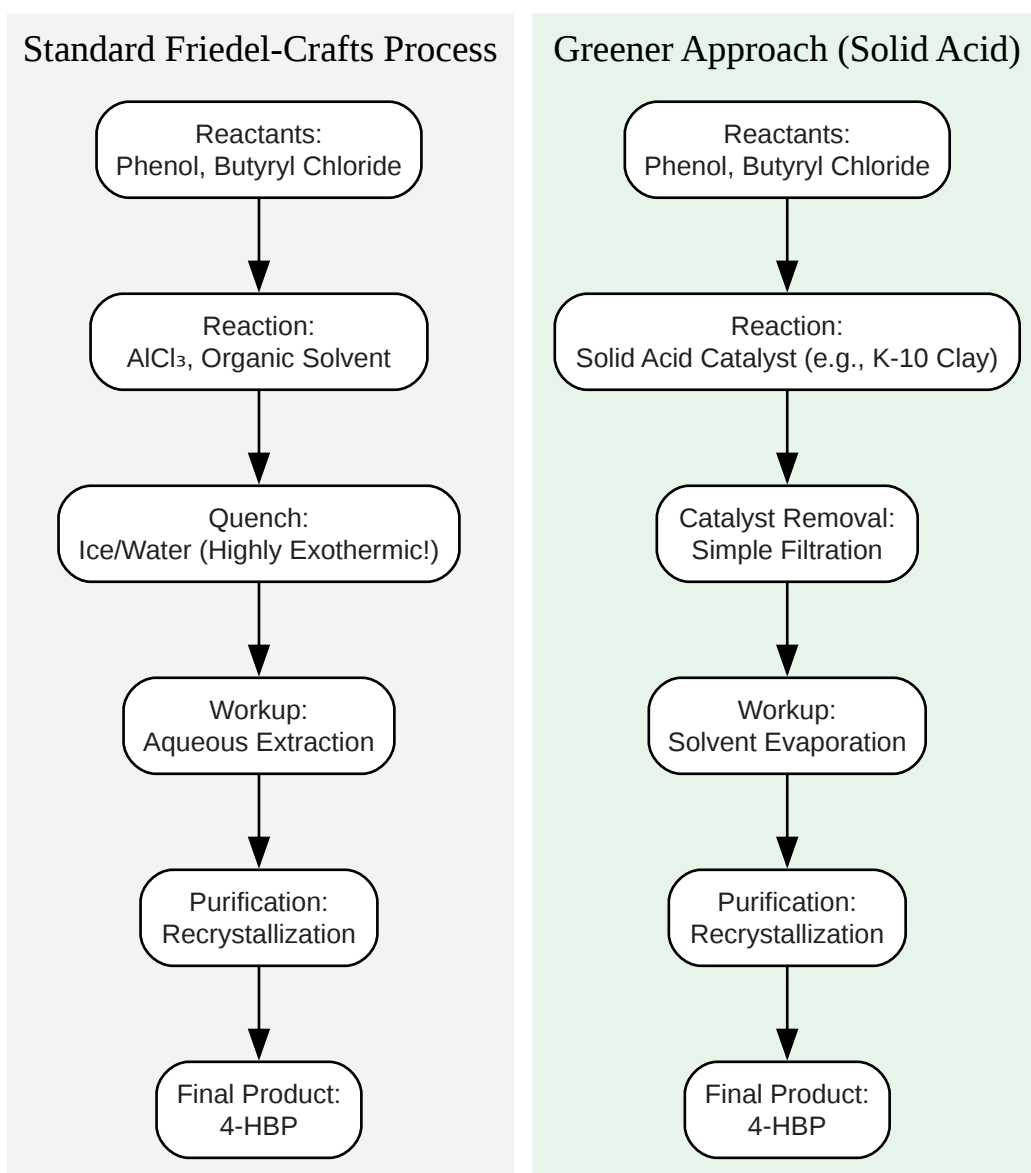 Standard Friedel-Crafts Process
Reactants:
Phenol, Butyryl Chloride
Reaction:
AlCl₃, Organic Solvent
Quench:
Ice/Water (Highly Exothermic!)
Workup:
Aqueous Extraction
Purification:
Recrystallization
Final Product:
4-HBP
Greener Approach (Solid Acid)
Reactants:
Phenol, Butyryl Chloride
Reaction:
Solid Acid Catalyst (e.g., K-10 Clay)
Catalyst Removal:
Simple Filtration
Workup:
Solvent Evaporation
Purification:
Recrystallization
Final Product:
4-HBP